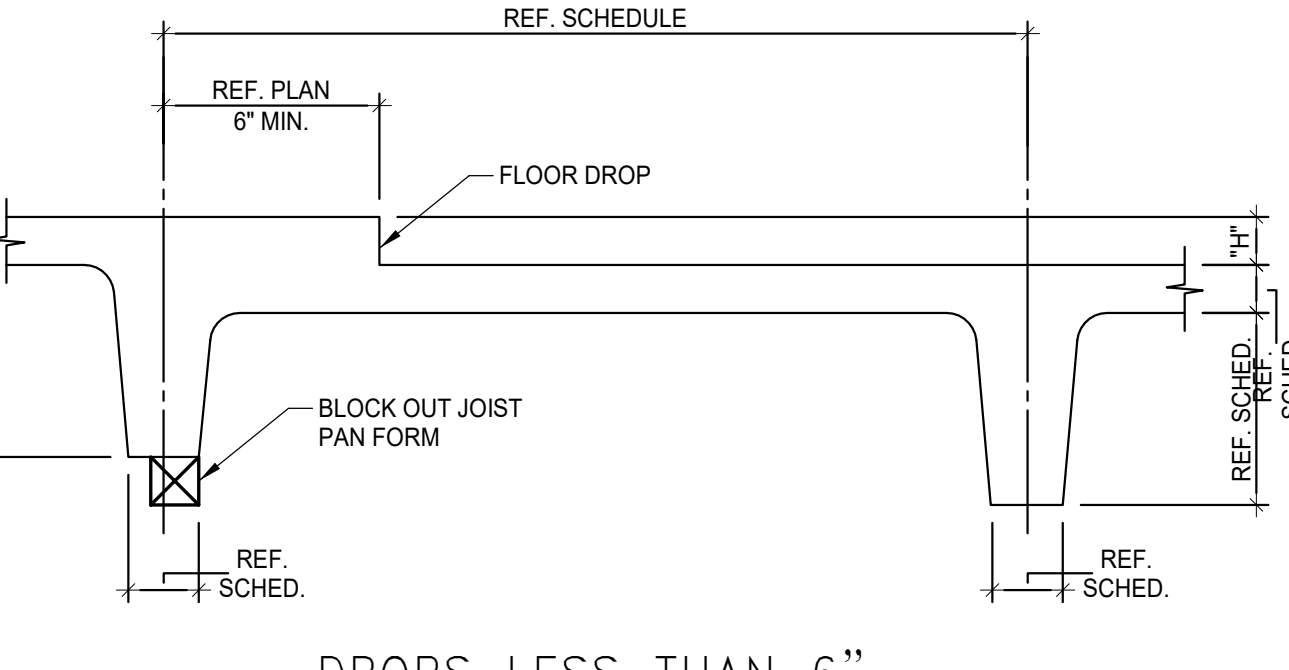 REF. SCHEDULE
REF. PLAN
6" MIN.
FLOOR DROP
"H"
REF. SCHED.
REF.
SCHED.
BLOCK OUT JOIST
PAN FORM
REF.
SCHED.
REF.
SCHED.
DROPS LESS THAN 6”